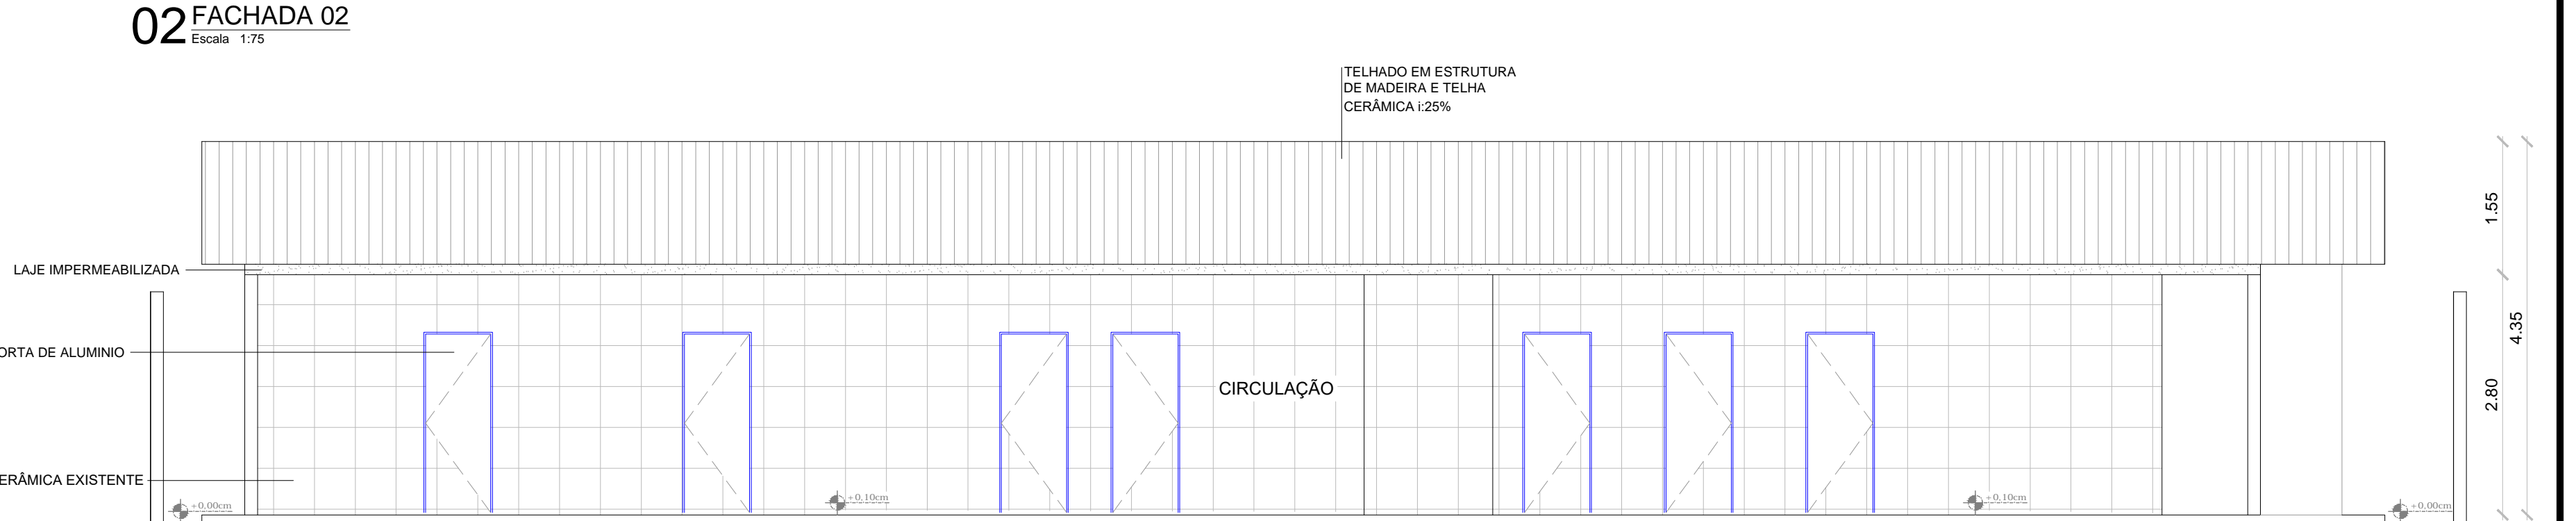 02 FACHADA 02
Escala 1:75
TELHADO EM ESTRUTURA
DE MADEIRA E TELHA
CERÂMICA i:25%
1.55
LAJE IMPERMEABILIZADA
4.35
ORTA DE ALUMINIO
CIRCULAÇÃO
2.80
ERÂMICA EXISTENTE
+0,00cm
+0,10cm
+0,10cm
+0,00cm